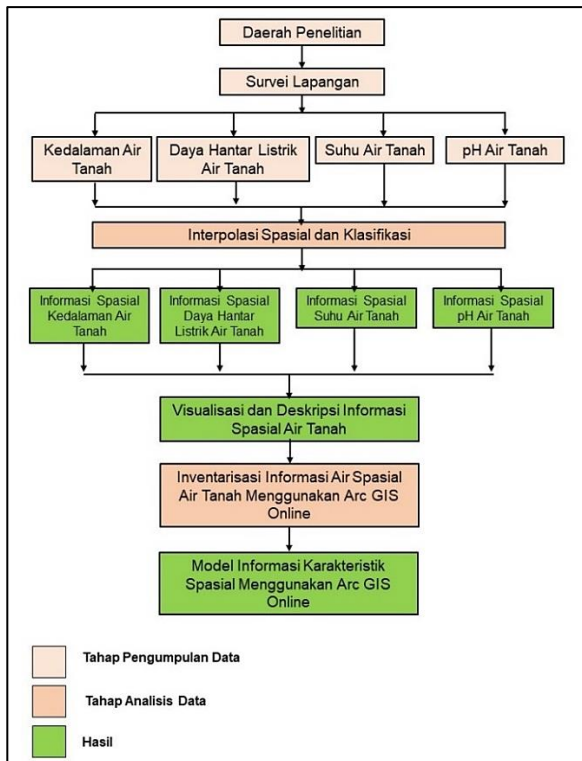 Daerah Penelitian
Survei Lapangan
Kedalaman Air
Tanah
Daya Hantar Listrik
Air Tanah
Suhu Air Tanah
pH Air Tanah
Interpolasi Spasial dan Klasifikasi
Informasi Spasial
Kedalaman Air
Tanah
Informasi Spasial
Daya Hantar
Listrik Air Tanah
Informasi Spasial
Suhu Air Tanah
Informasi Spasial
pH Air Tanah
Visualisasi dan Deskripsi Informasi
Spasial Air Tanah
Inventarisasi Informasi Air Spasial
Air Tanah Menggunakan Arc GIS
Online
Model Informasi Karakteristik
Spasial Menggunakan Arc GIS
Online
Tahap Pengumpulan Data
Tahap Analisis Data
Hasil